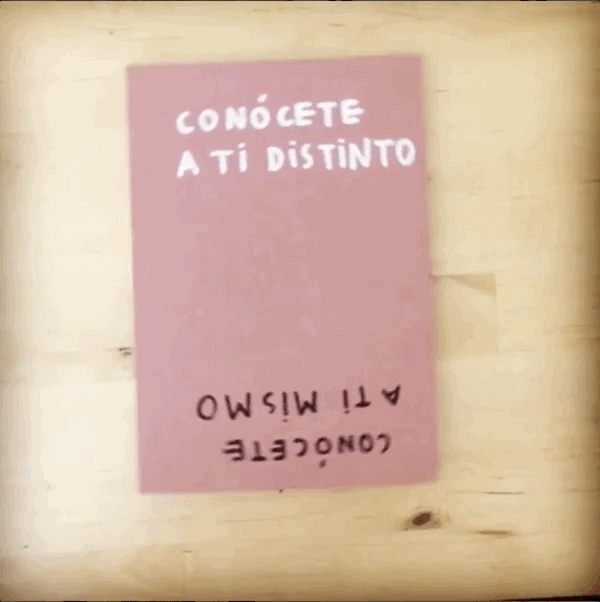 CONÓCETE
A Ti DiSTiNTO
CONÓCETE
A Ti MiSMO